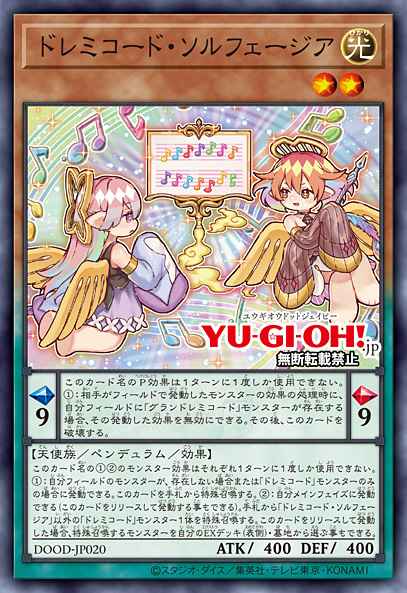 ドレミコード・ソルフェージア
光
ユウギオウドットジェイピー
YU-GI-OH!.jp
無断転載禁止
このカード名のP効果は1ターンに1度しか使用できない。
①:相手がフィールドで発動したモンスターの効果の処理時に、
自分フィールドに「グランドレミコード」モンスターが存在する
場合、その発動した効果を無効にできる。その後、このカードを
破壊する。
9
9
【天使族/ペンデュラム/効果】
このカード名の①②のモンスター効果はそれぞれ1ターンに1度しか使用できない。
①:自分フィールドのモンスターが、存在しない場合または「ドレミコード」モンスターのみ
の場合に発動できる。このカードを手札から特殊召喚する。②:自分メインフェイズに発動
できる(このカードをリリースして発動する事もできる)。手札から「ドレミコード・ソルフェー
ジア」以外の「ドレミコード」モンスター1体を特殊召喚する。このカードをリリースして発動
した場合、特殊召喚するモンスターを自分のEXデッキ(表側)・墓地から選ぶ事もできる。
DOOD-JP020
ATK/ 400 DEF/ 400
©スタジオ・ダイス/集英社・テレビ東京・KONAMI